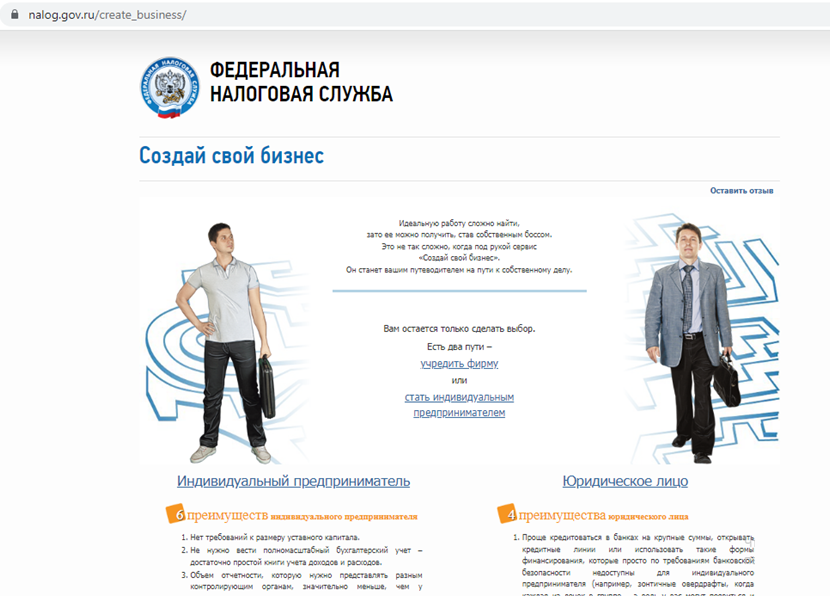 nalog.gov.ru/create_business/
ФЕДЕРАЛЬНАЯ
НАЛОГОВАЯ СЛУЖБА
Создай свой бизнес
Оставить отзыв
Идеальную работу сложно найти,
зато ее можно получить, став собственным боссом.
Это не так сложно, когда под рукой сервис
«Создай свой бизнес».
Он станет вашим путеводителем на пути к собственному делу.
Вам остается только сделать выбор.
Есть два пути –
учредить фирму
или
стать индивидуальным
предпринимателем
Индивидуальный предприниматель
6 преимуществ индивидуального предпринимателя
1. Нет требований к размеру уставного капитала.
2. Не нужно вести полномасштабный бухгалтерский учет –
достаточно простой книги учета доходов и расходов.
3. Объем отчетности, которую нужно представлять разным
контролирующим органам, значительно меньше, чем у
Юридическое лицо
4 преимущества юридического лица
1. Проще кредитоваться в банках на крупные суммы, открывать
кредитные линии или использовать такие формы
финансирования, которые просто по требованиям банковской
безопасности недоступны для индивидуального
предпринимателя (например, зонтичные овердрафты, когда